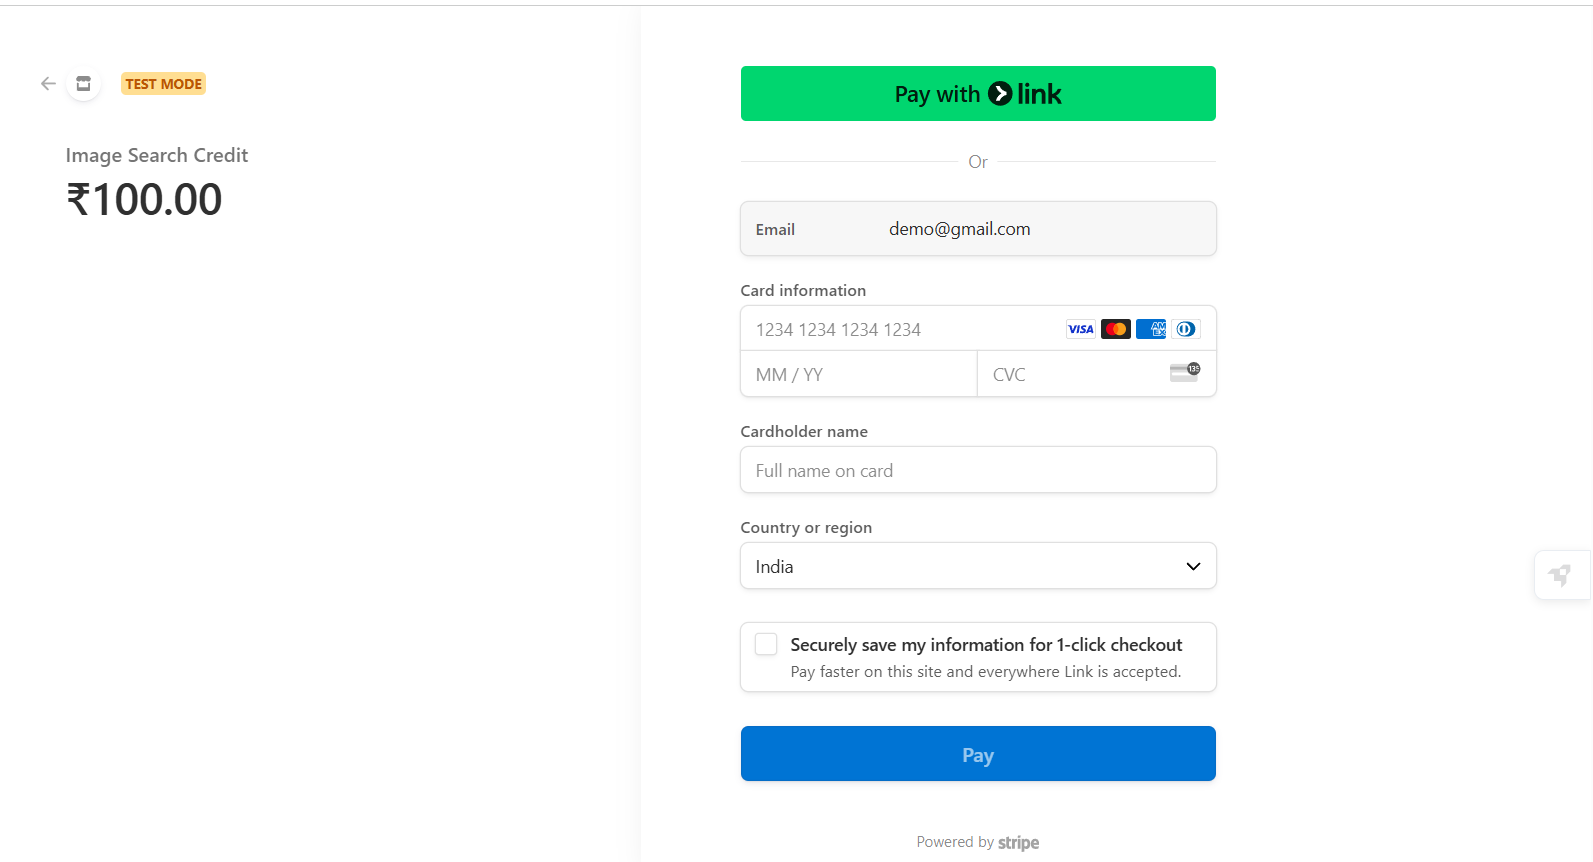 TEST MODE
Image Search Credit
₹100.00
Pay with link
Or
Email demo@gmail.com
Card information
1234 1234 1234 1234 VISA AMEX
MM / YY CVC 135
Cardholder name
Full name on card
Country or region
India
Securely save my information for 1-click checkout
Pay faster on this site and everywhere Link is accepted.
Pay
Powered by stripe